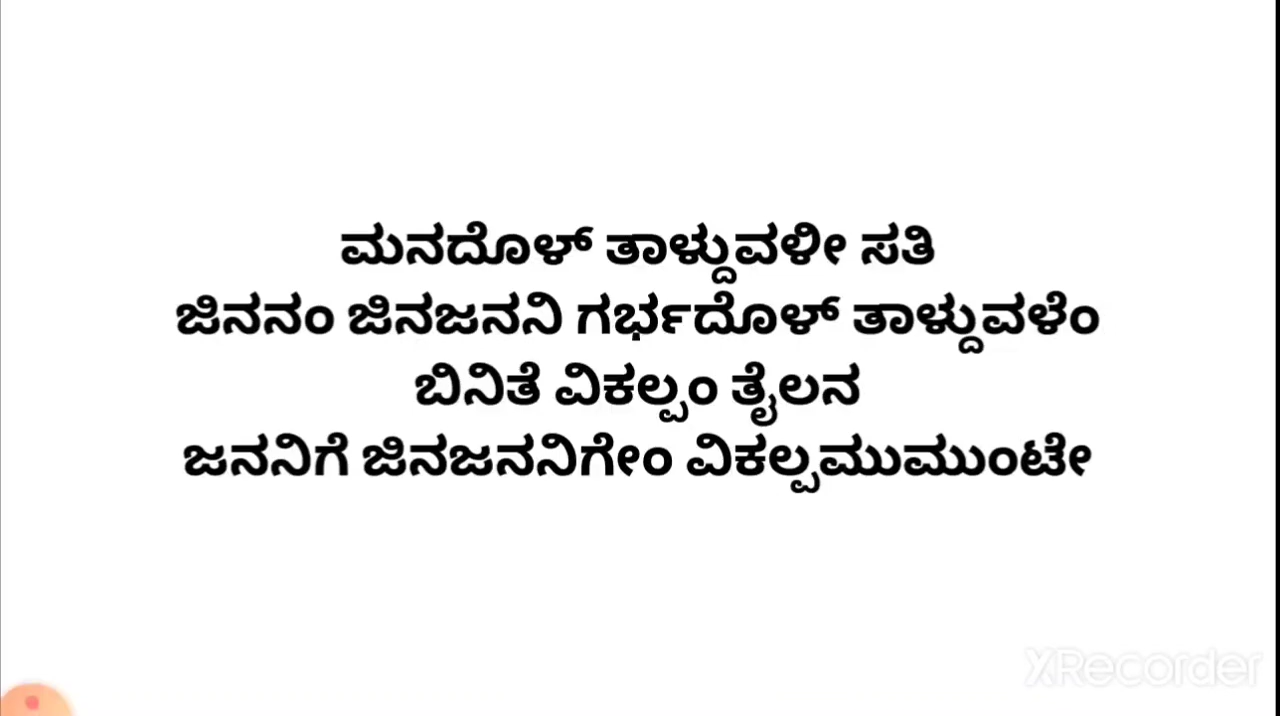 ಮನದೊಳ್ ತಾಳ್ದುವಳೀ ಸತಿ
ಜಿನನಂ ಜಿನಜನನಿ ಗರ್ಭದೊಳ್ ತಾಳ್ದುವಳೆಂ
ಬಿನಿತೆ ವಿಕಲ್ಪಂ ತೈಲನ
ಜನನಿಗೆ ಜಿನಜನನಿಗೇಂ ವಿಕಲ್ಪಮುಮುಂಟೇ
XRecorder